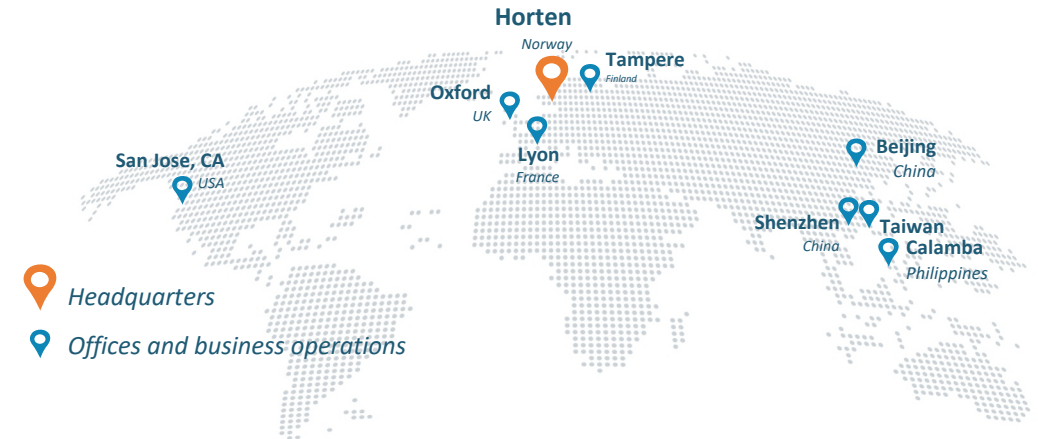 Horten
Norway
Tampere
Finland
Oxford
UK
Lyon
France
San Jose, CA
USA
Beijing
China
Shenzhen
China
Taiwan
Calamba
Philippines
Headquarters
Offices and business operations